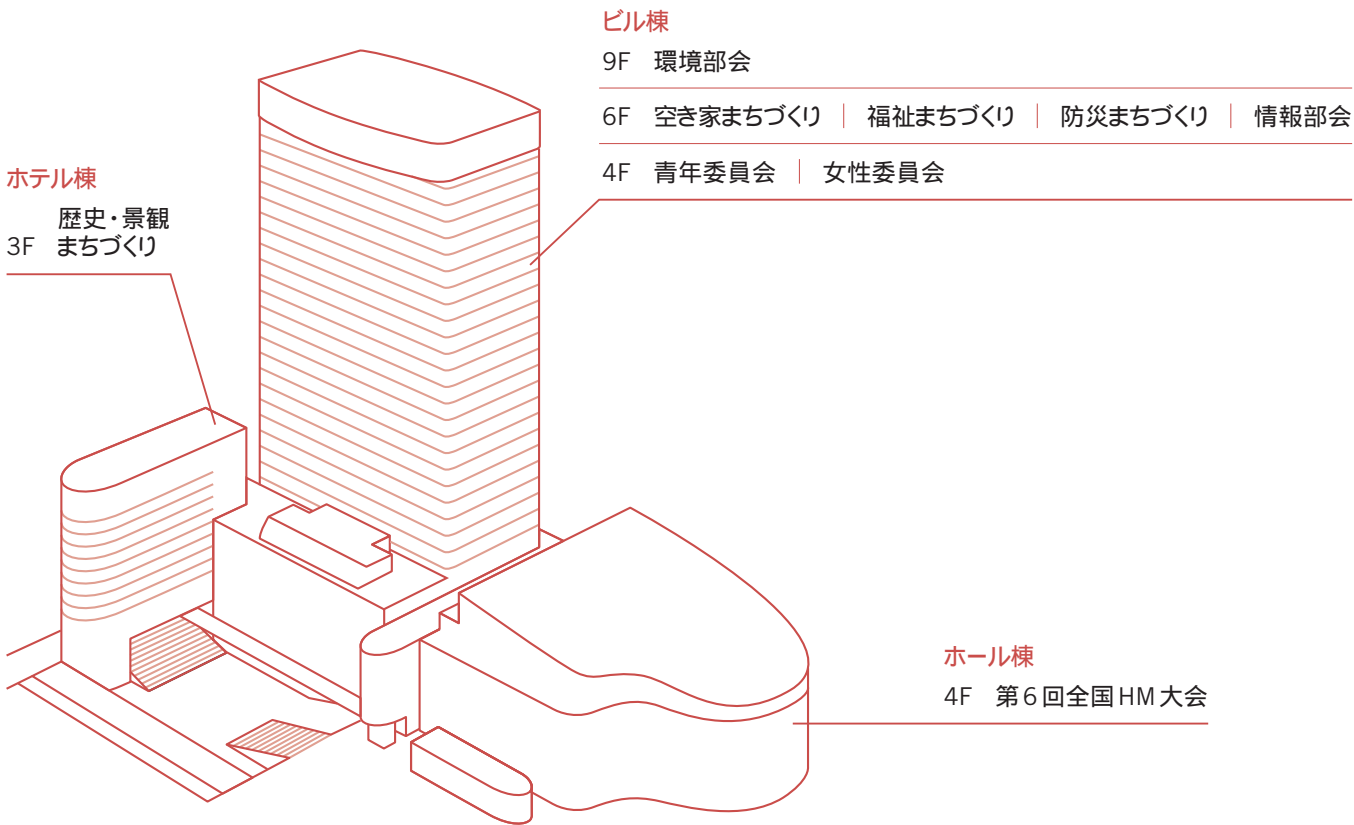 ビル棟
9F 環境部会
6F 空き家まちづくり | 福祉まちづくり | 防災まちづくり | 情報部会
4F 青年委員会 | 女性委員会
ホテル棟
歴史・景観
3F まちづくり
ホール棟
4F 第6回全国HM大会